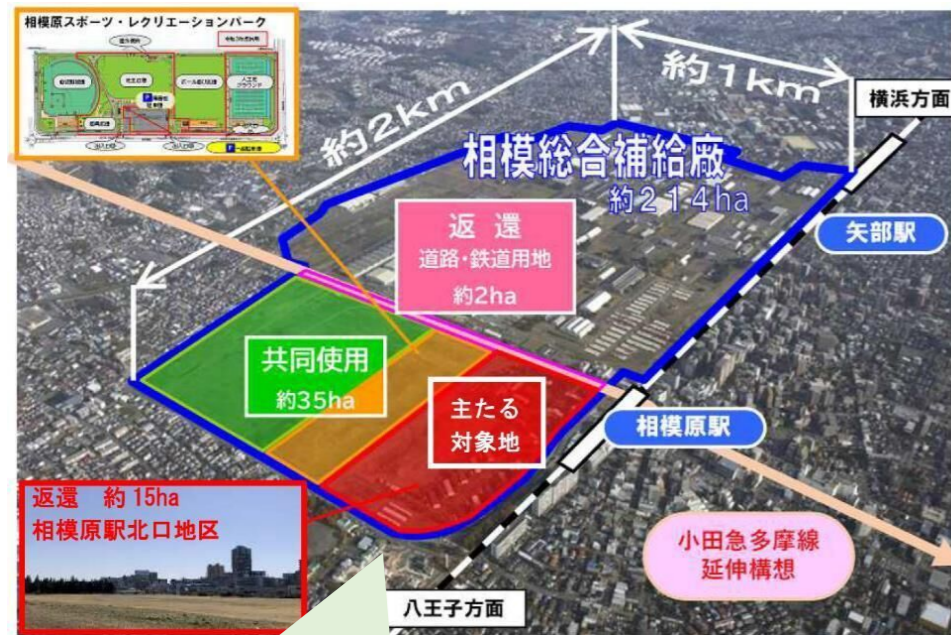 相模原スポーツ・レクリエーションパーク
約2km
約1km
横浜方面
相模総合補給廠
約214ha
返 還
道路・鉄道用地
約2ha
矢部駅
共同使用
約35ha
主たる
対象地
相模原駅
返還 約15ha
相模原駅北口地区
小田急多摩線
延伸構想
八王子方面